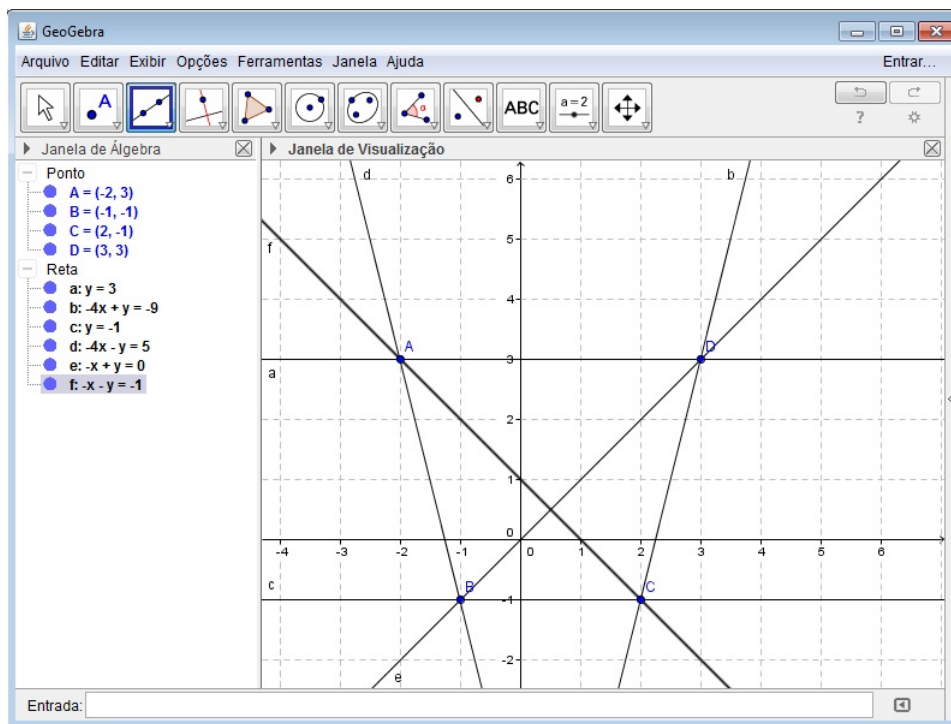 GeoGebra
Arquivo Editar Exibir Opções Ferramentas Janela Ajuda Entrar...
A α ABC a=2 ?
Janela de Álgebra
Ponto
A = (-2, 3)
B = (-1, -1)
C = (2, -1)
D = (3, 3)
Reta
a: y = 3
b: -4x + y = -9
c: y = -1
d: -4x - y = 5
e: -x + y = 0
f: -x - y = -1
Janela de Visualização
d 6 b
f 5
4
A 3 D
a
2
1
0
-4 -3 -2 -1 0 1 2 3 4 5 6
c B -1 C
-2
e
Entrada: